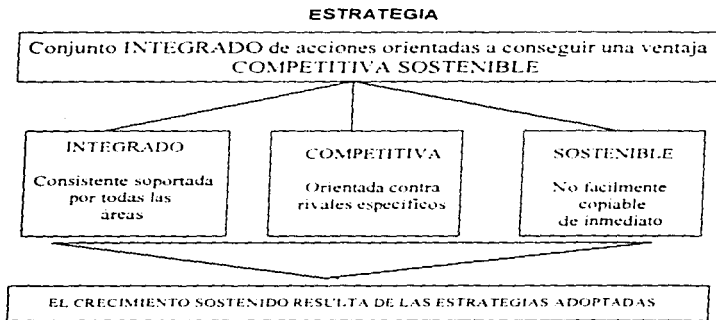 ESTRATEGIA
Conjunto INTEGRADO de acciones orientadas a conseguir una ventaja
COMPETITIVA SOSTENIBLE
INTEGRADO
Consistente soportada
por todas las
áreas
COMPETITIVA
Orientada contra
rivales específicos
SOSTENIBLE
No facilmente
copiable
de inmediato
EL CRECIMIENTO SOSTENIDO RESULTA DE LAS ESTRATEGIAS ADOPTADAS